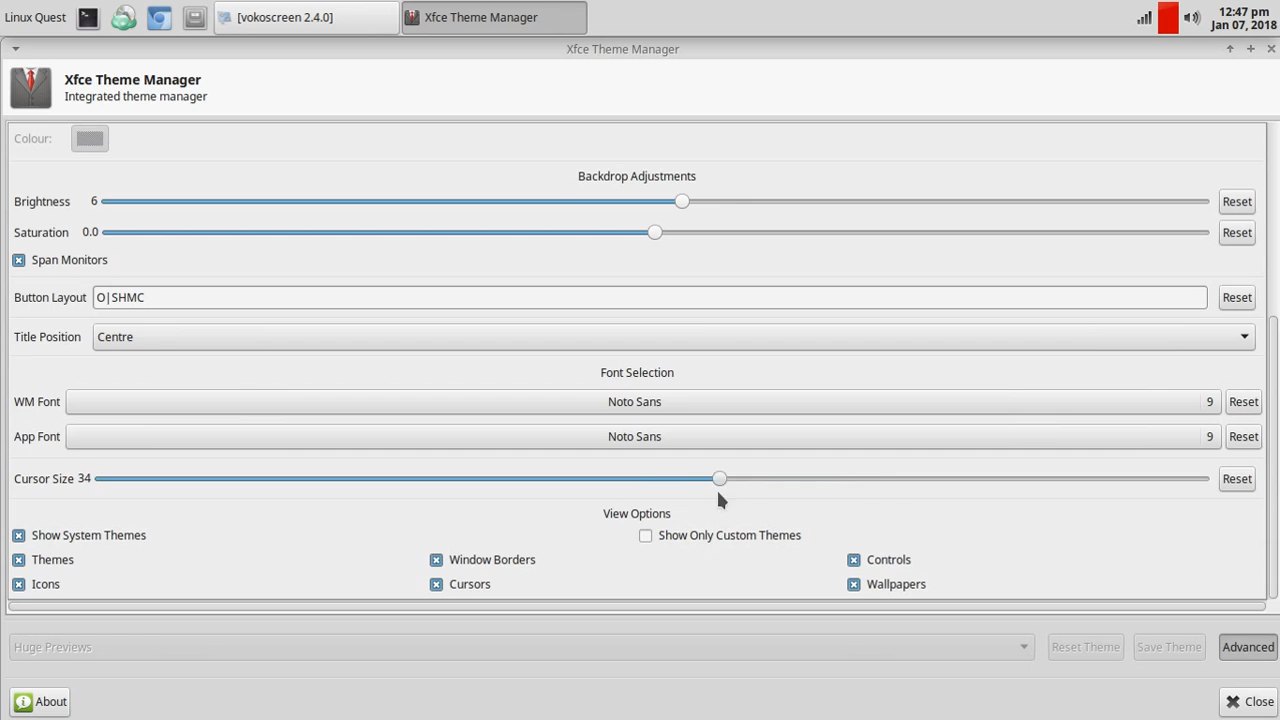 Linux Quest [vokoscreen 2.4.0] Xfce Theme Manager 12:47 pm
Jan 07, 2018
Xfce Theme Manager
Xfce Theme Manager
Integrated theme manager
Colour:
Backdrop Adjustments
Brightness 6 Reset
Saturation 0.0 Reset
Span Monitors
Button Layout O|SHMC Reset
Title Position Centre
Font Selection
WM Font Noto Sans 9 Reset
App Font Noto Sans 9 Reset
Cursor Size 34 Reset
View Options
Show System Themes Show Only Custom Themes
Themes Window Borders Controls
Icons Cursors Wallpapers
Huge Previews Reset Theme Save Theme Advanced
About Close